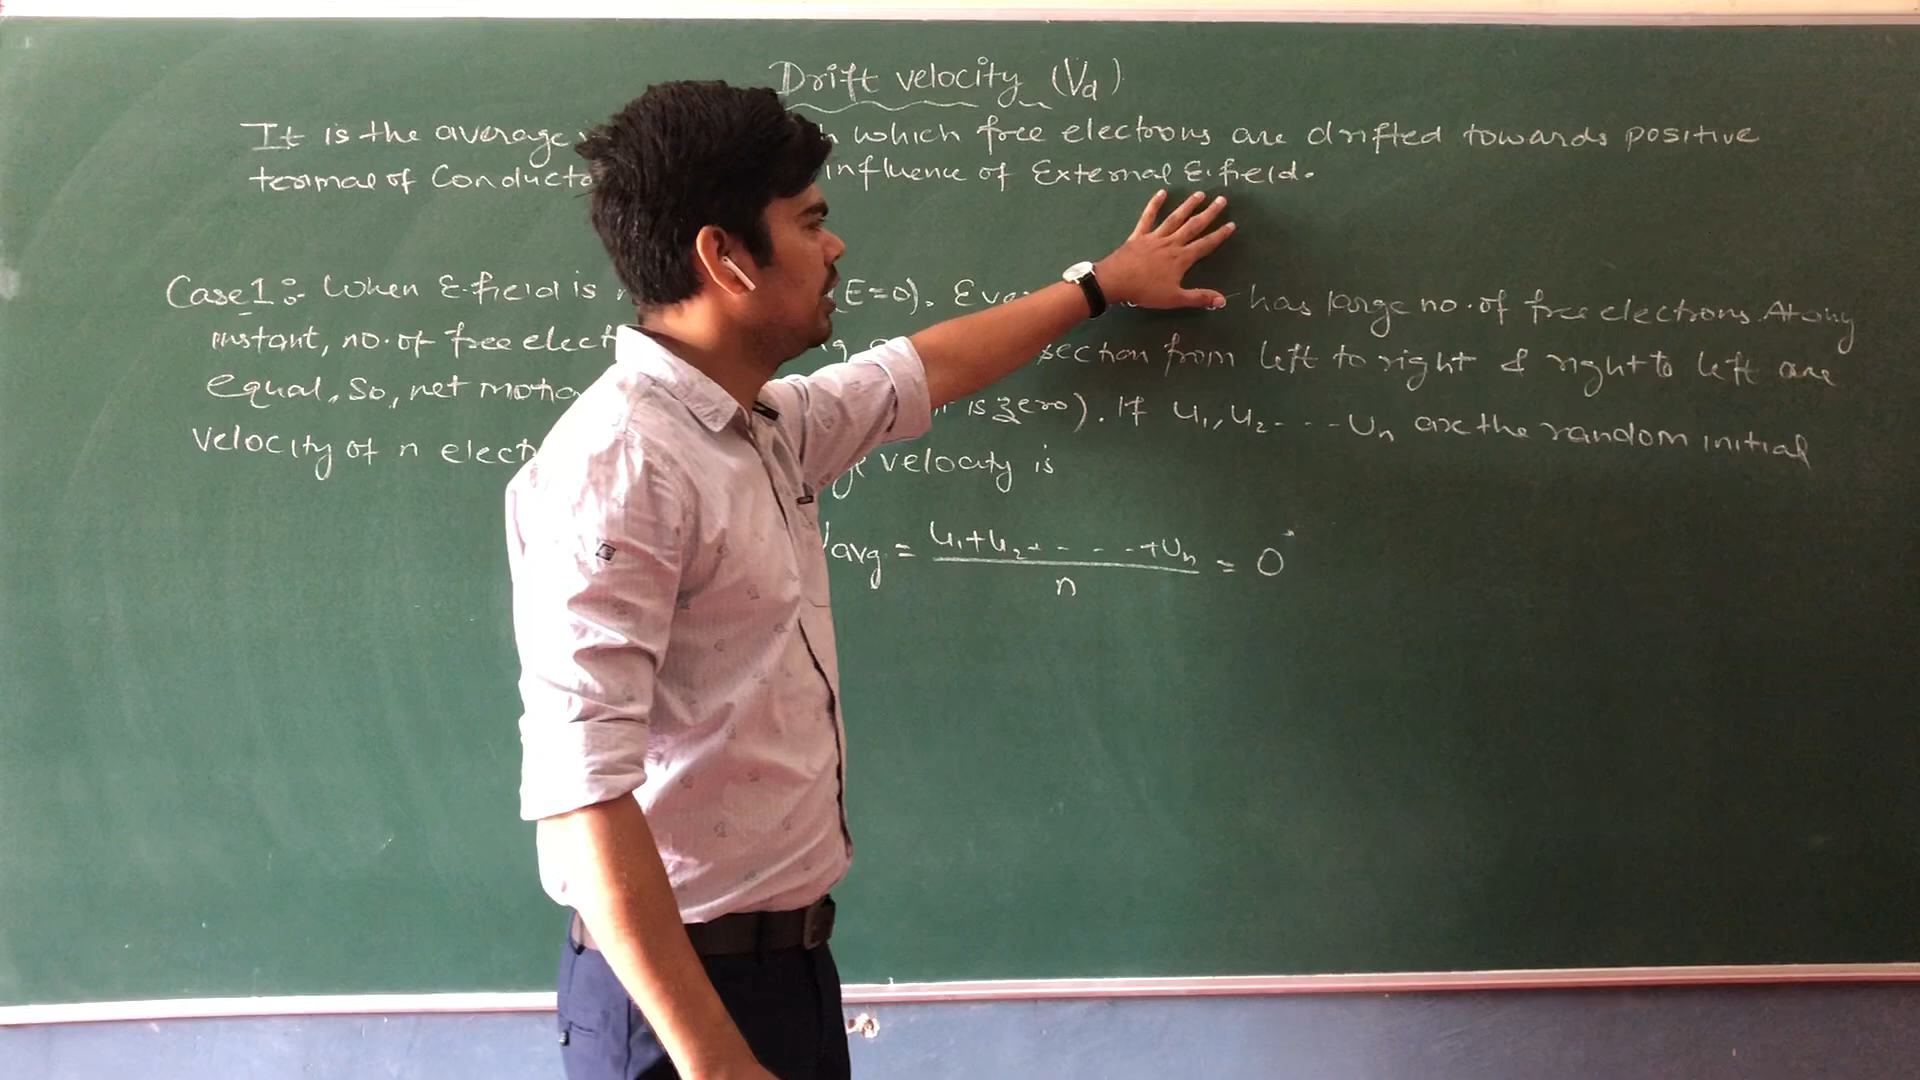 Drift velocity (Vd)
It is the average which free electrons are drifted towards positive
termal of Conducto influence of External E.field.
Case1:- When E.field is (E=0). Eve has large no.of free electrons. At any
instant, no.of free elect section from left to right & right to left are
equal, so, net motio is zero). If u₁,u₂- - - -Un are the random initial
velocity of n elect velocity is
avg = u₁+u₂+ - - - -+Un / n = 0